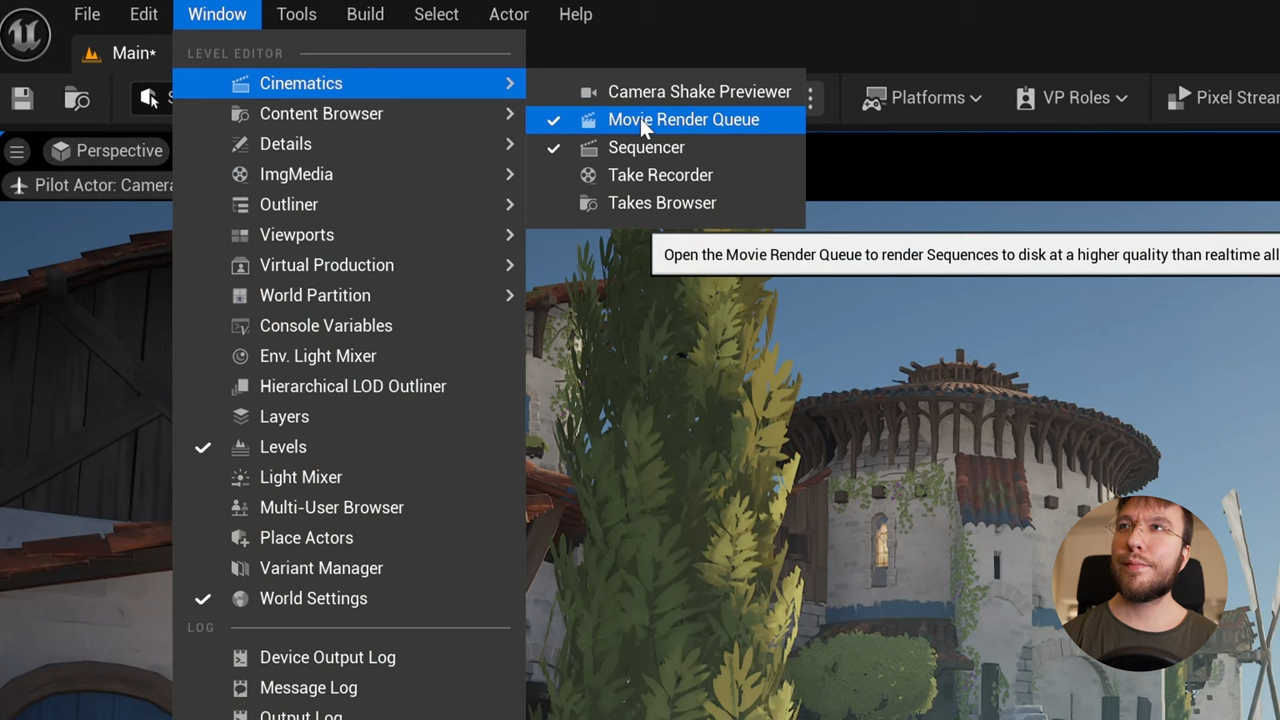 File Edit Window Tools Build Select Actor Help
Main*
LEVEL EDITOR
Platforms VP Roles
Perspective
Pilot Actor:
Cinematics
Content Browser
Details
ImgMedia
Outliner
Viewports
Virtual Production
World Partition
Console Variables
Env. Light Mixer
Hierarchical LOD Outliner
Layers
Levels
Light Mixer
Multi-User Browser
Place Actors
Variant Manager
World Settings
LOG
Device Output Log
Message Log
Output Log
Camera Shake Previewer
Movie Render Queue
Sequencer
Take Recorder
Takes Browser
Open the Movie Render Queue to render Sequences to disk at a higher quality than realtime
Pixel